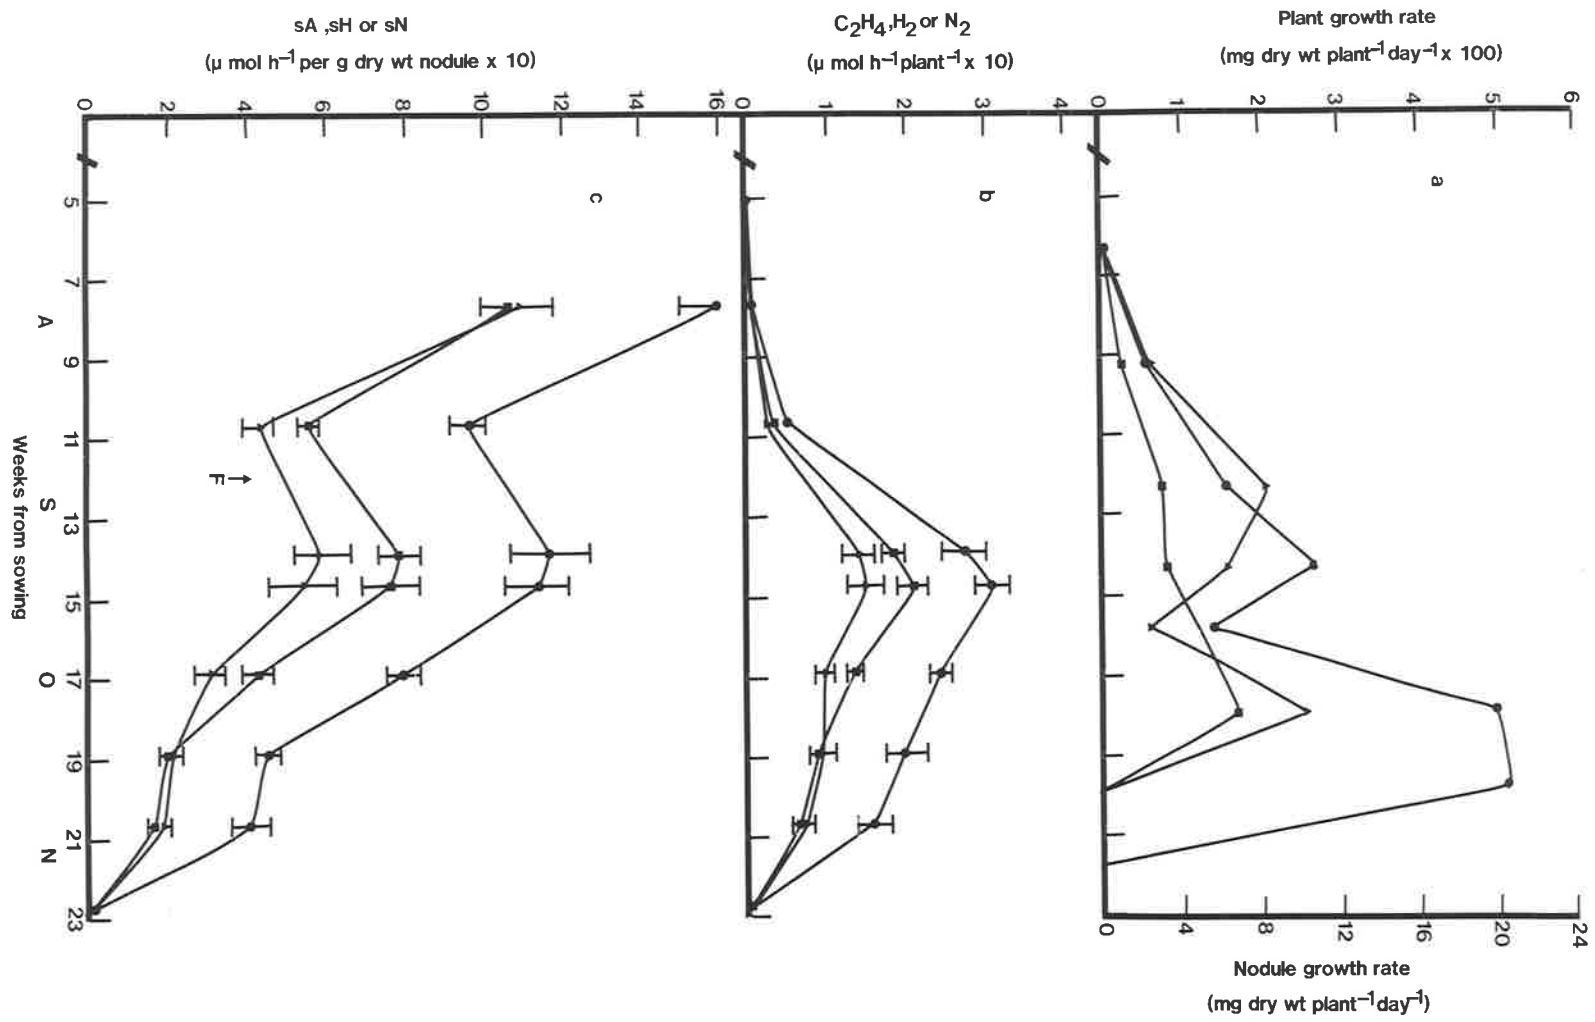 sA ,sH or sN
(µ mol h⁻¹ per g dry wt nodule x 10)
C₂H₄,H₂ or N₂
(µ mol h⁻¹ plant⁻¹ x 10)
Plant growth rate
(mg dry wt plant⁻¹ day⁻¹ x 100)
0 2 4 6 8 10 12 14 16
0 1 2 3 4
0 1 2 3 4 5 6
c
b
a
F
5
7
9
11
13
15
17
19
21
23
A
S
O
N
Weeks from sowing
0 4 8 12 16 20 24
Nodule growth rate
(mg dry wt plant⁻¹ day⁻¹)